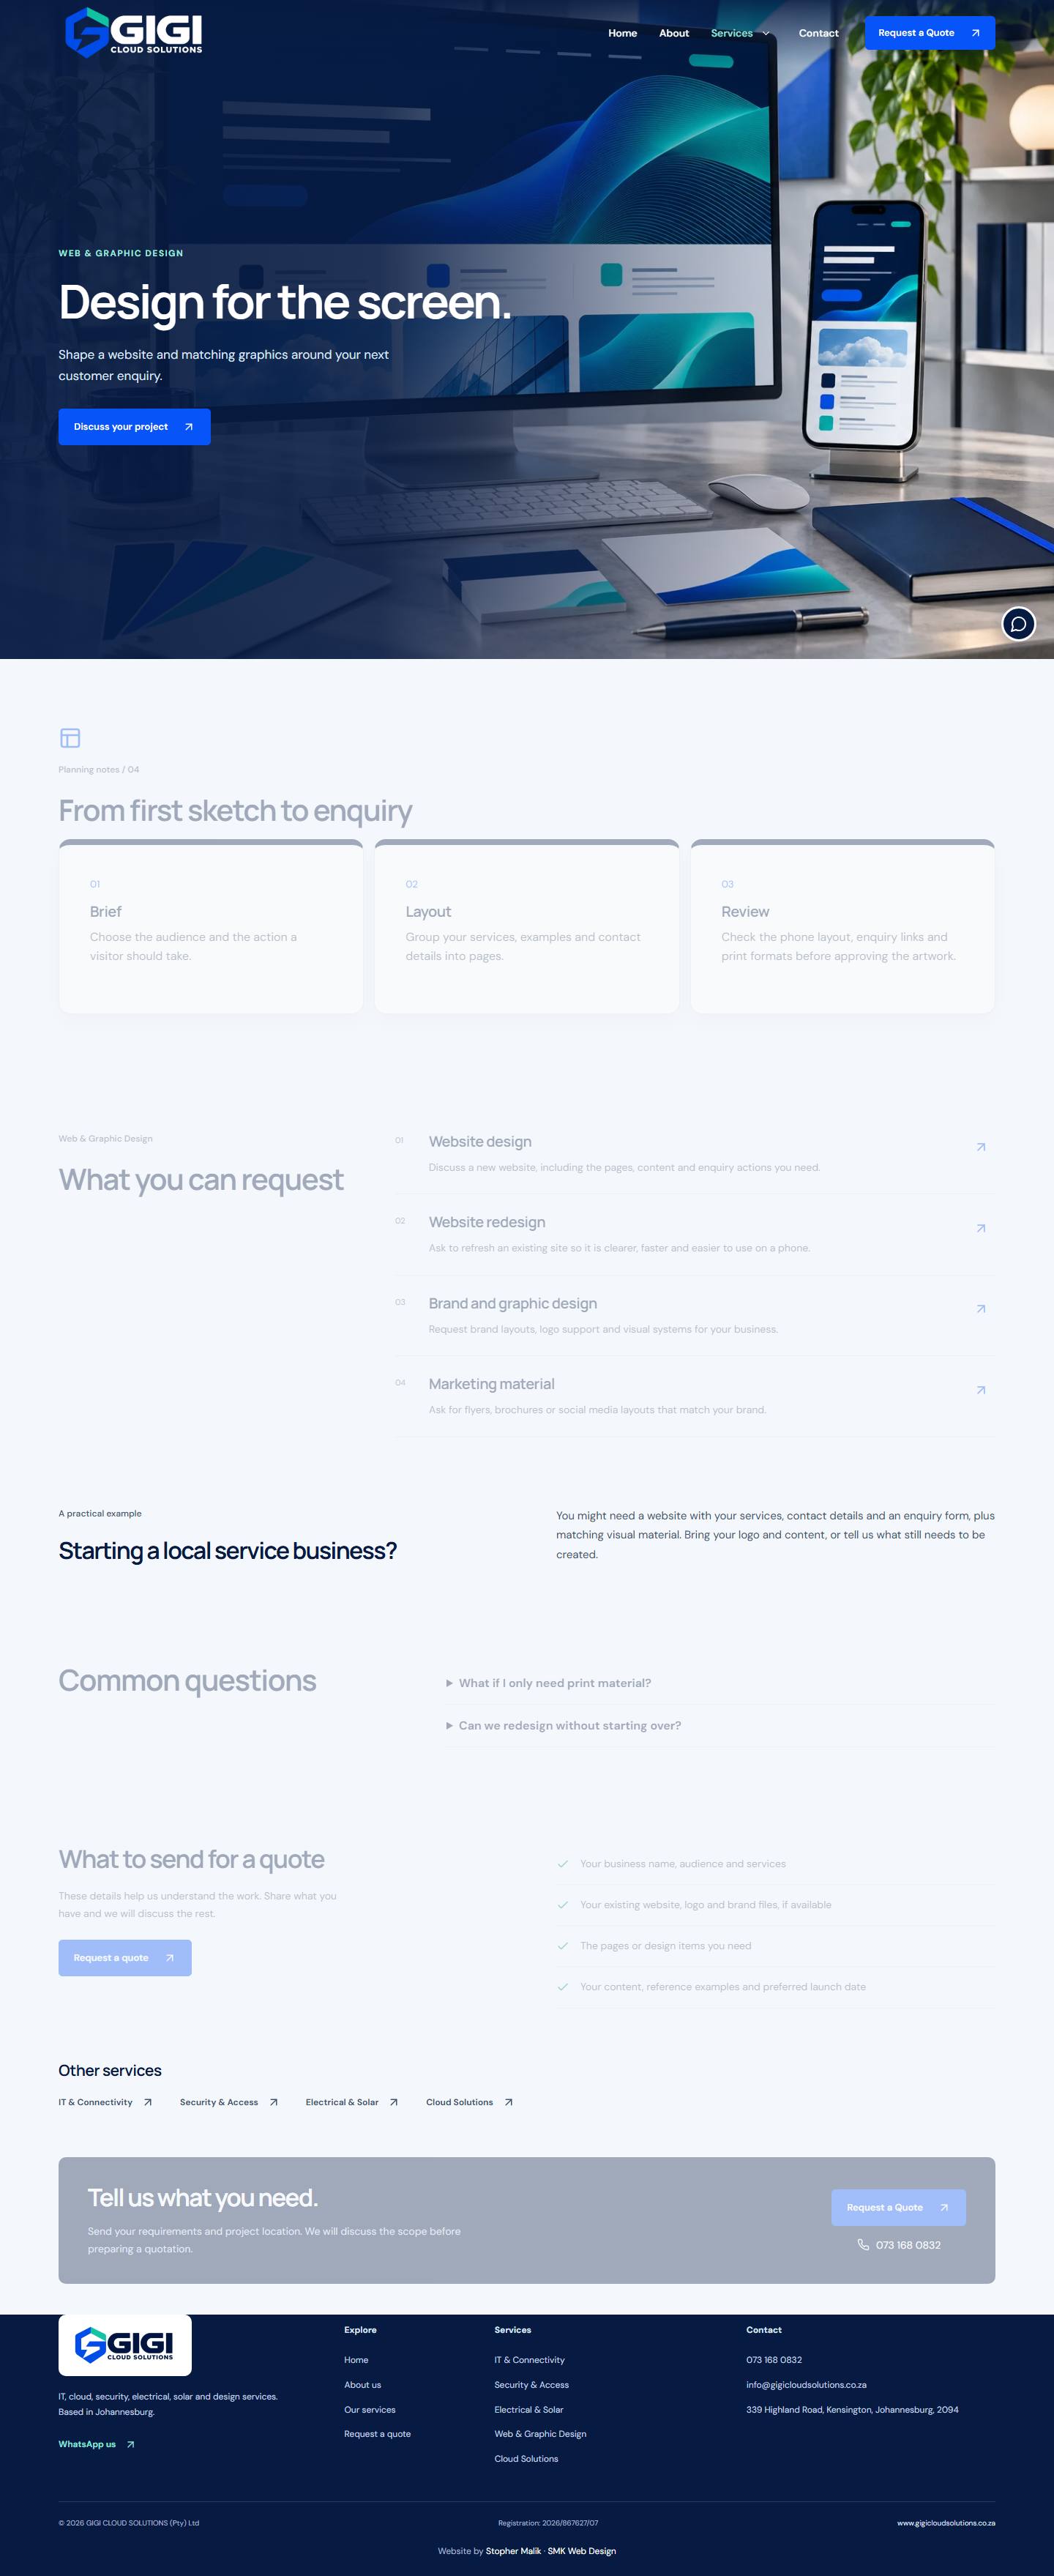 GIGI
CLOUD SOLUTIONS
Home
About
Services
Contact
Request a Quote
WEB & GRAPHIC DESIGN
Design for the screen.
Shape a website and matching graphics around your next
customer enquiry.
Discuss your project
Planning notes / 04
From first sketch to enquiry
01
Brief
Choose the audience and the action a
visitor should take.
02
Layout
Group your services, examples and contact
details into pages.
03
Review
Check the phone layout, enquiry links and
print formats before approving the artwork.
Web & Graphic Design
What you can request
01
Website design
Discuss a new website, including the pages, content and enquiry actions you need.
02
Website redesign
Ask to refresh an existing site so it is clearer, faster and easier to use on a phone.
03
Brand and graphic design
Request brand layouts, logo support and visual systems for your business.
04
Marketing material
Ask for flyers, brochures or social media layouts that match your brand.
A practical example
Starting a local service business?
You might need a website with your services, contact details and an enquiry form, plus
matching visual material. Bring your logo and content, or tell us what still needs to be
created.
Common questions
What if I only need print material?
Can we redesign without starting over?
What to send for a quote
These details help us understand the work. Share what you
have and we will discuss the rest.
Request a quote
Your business name, audience and services
Your existing website, logo and brand files, if available
The pages or design items you need
Your content, reference examples and preferred launch date
Other services
IT & Connectivity
Security & Access
Electrical & Solar
Cloud Solutions
Tell us what you need.
Send your requirements and project location. We will discuss the scope before
preparing a quotation.
Request a Quote
073 168 0832
GIGI
CLOUD SOLUTIONS
IT, cloud, security, electrical, solar and design services.
Based in Johannesburg.
WhatsApp us
Explore
Home
About us
Our services
Request a quote
Services
IT & Connectivity
Security & Access
Electrical & Solar
Web & Graphic Design
Cloud Solutions
Contact
073 168 0832
info@gigicloudsolutions.co.za
339 Highland Road, Kensington, Johannesburg, 2094
© 2026 GIGI CLOUD SOLUTIONS (Pty) Ltd
Registration: 2026/867627/07
www.gigicloudsolutions.co.za
Website by Stopher Malik · SMK Web Design